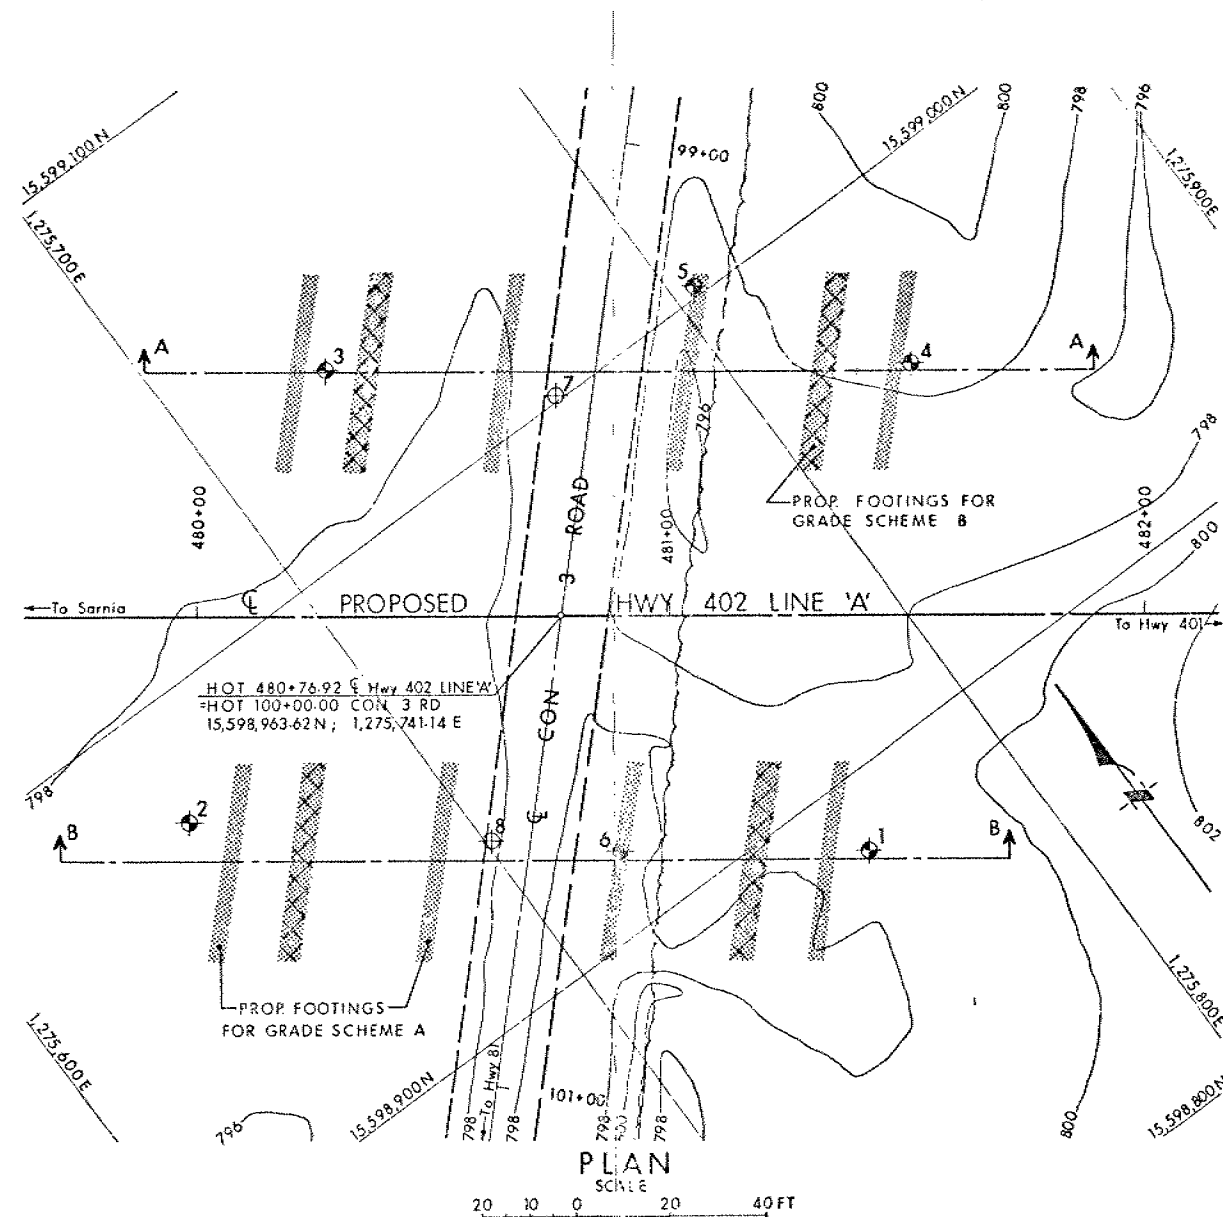 800
800
798
796
15,599,100 N
99+00
15,599,000 N
1,275,900 E
1,275,700 E
5
A
3
4
A
7
796
798
ROAD
PROP. FOOTINGS FOR
GRADE SCHEME B
480+00
481+00
482+00
800
3
To Sarnia
℄
PROPOSED
HWY 402 LINE 'A'
To Hwy 401
HOT 480+76.92 ℄ Hwy 402 LINE 'A'
=HOT 100+00.00 CON. 3 RD
15,598,963.62 N ; 1,275,741.14 E
CON
798
2
℄
B
8
6
1
B
802
PROP. FOOTINGS
FOR GRADE SCHEME A
1,275,800 E
1,275,600 E
To Hwy 81
15,598,900 N
101+00
796
798
798
798
798
800
15,598,800 N
PLAN
SCALE
20 10 0 20 40 FT